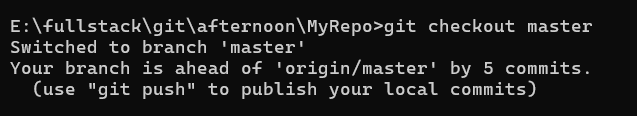 E:\fullstack\git\afternoon\MyRepo>git checkout master
Switched to branch 'master'
Your branch is ahead of 'origin/master' by 5 commits.
  (use "git push" to publish your local commits)